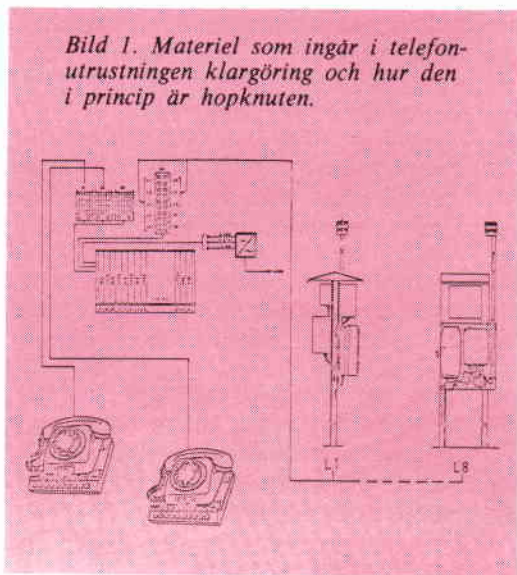 Bild 1. Materiel som ingår i telefon-
utrustningen klargöring och hur den
i princip är hopknuten.
L1 L8